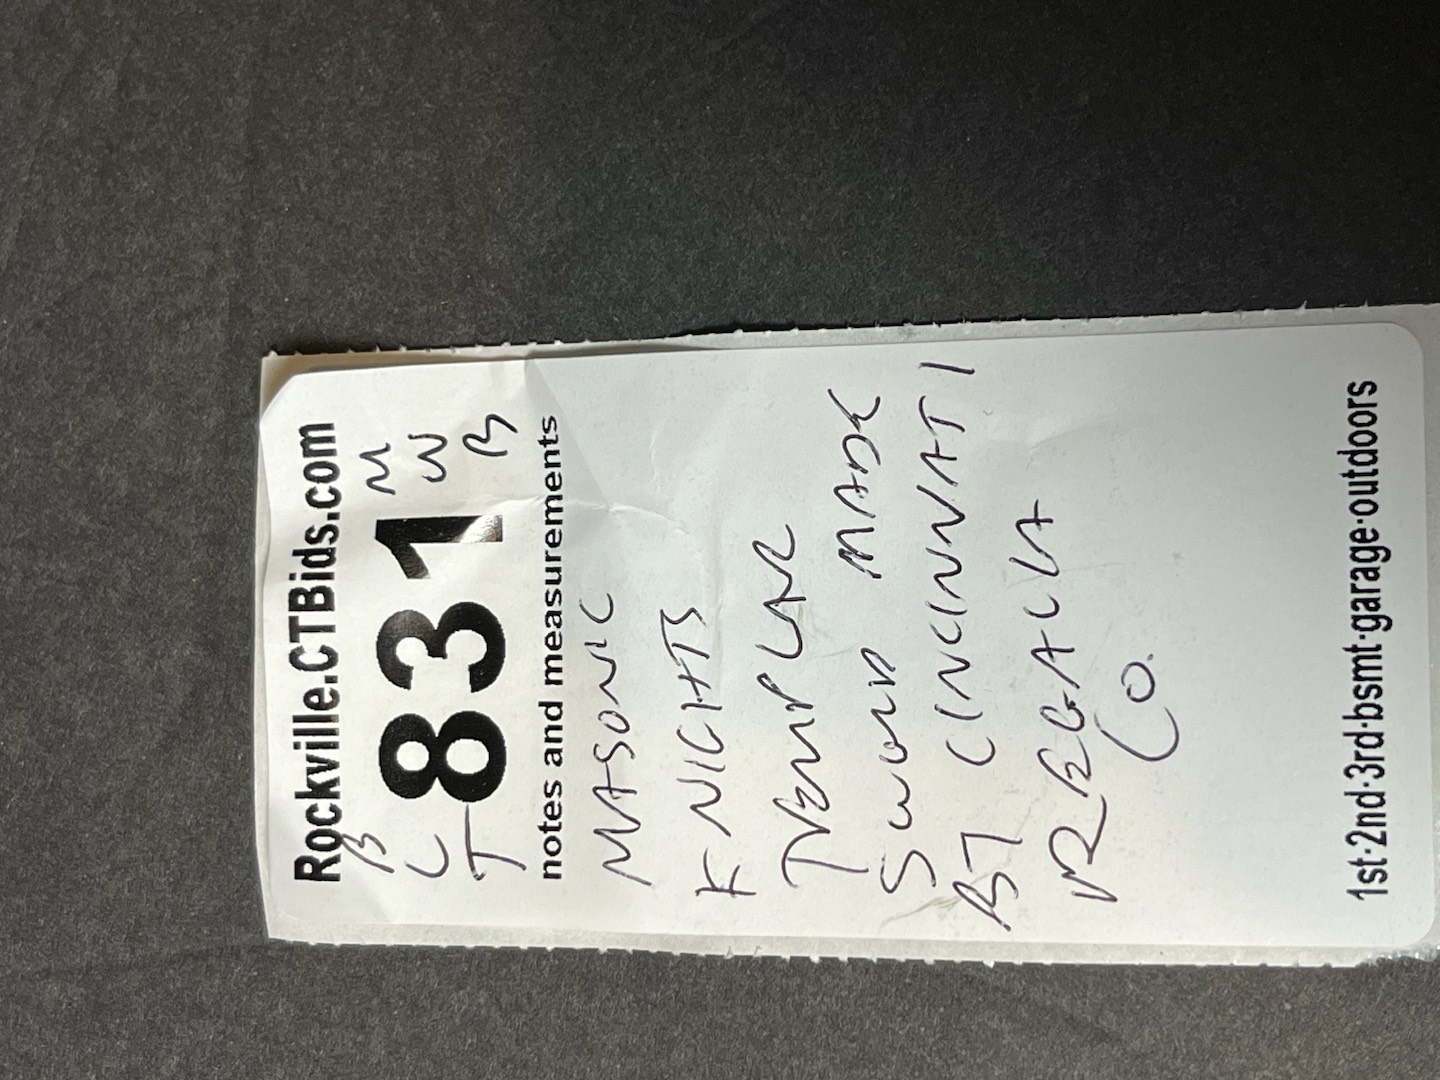 Rockville.CTBids.com
B M
C 831 W
T B
notes and measurements
MASONIC
KNIGHTS
TEMPLAR
SWORD MADE
BY CINCINNATI
REGALIA
CO.
1st·2nd·3rd·bsmt·garage·outdoors